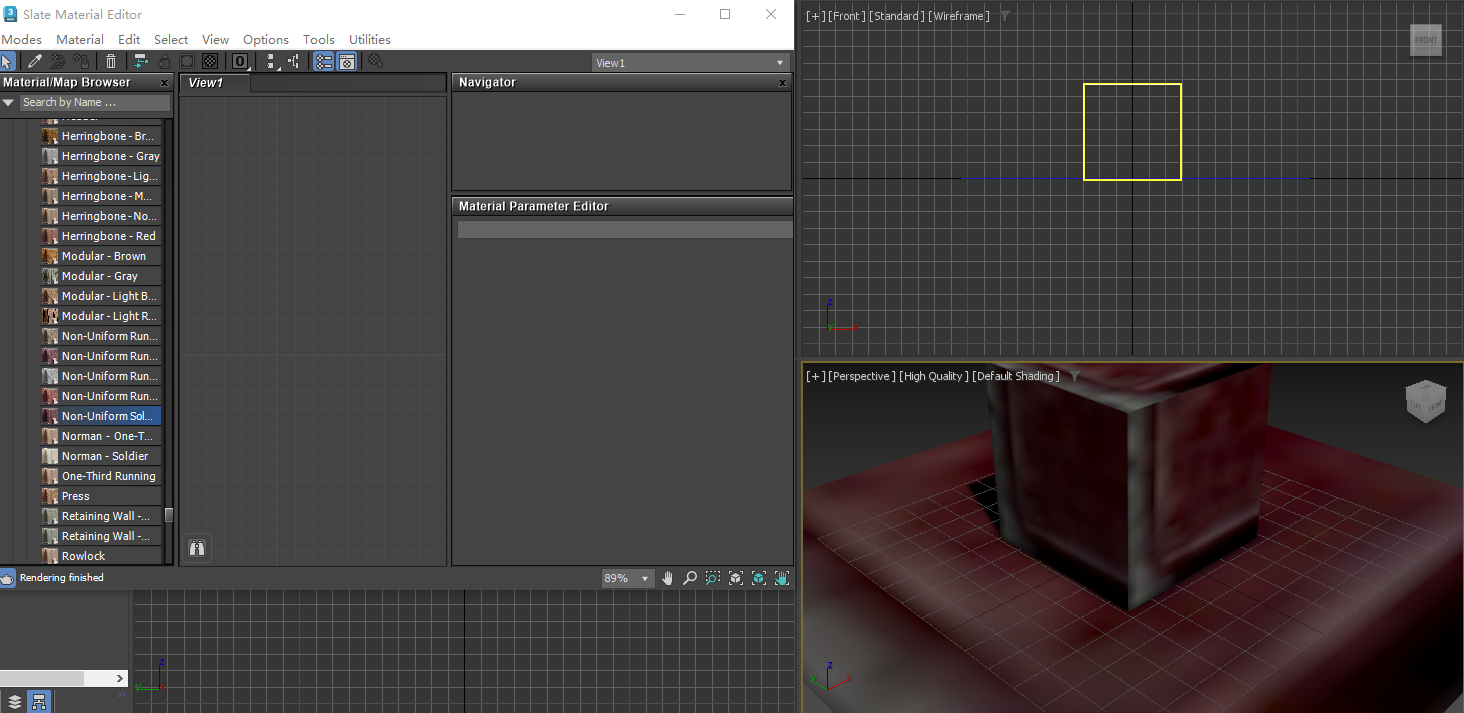 Slate Material Editor
Modes Material Edit Select View Options Tools Utilities
View1
Material/Map Browser
Search by Name ...
Herringbone - Br...
Herringbone - Gray
Herringbone - Lig...
Herringbone - M...
Herringbone - No...
Herringbone - Red
Modular - Brown
Modular - Gray
Modular - Light B...
Modular - Light R...
Non-Uniform Run...
Non-Uniform Run...
Non-Uniform Run...
Non-Uniform Run...
Non-Uniform Sol...
Norman - One-T...
Norman - Soldier
One-Third Running
Press
Retaining Wall -...
Retaining Wall -...
Rowlock
View1
Navigator
Material Parameter Editor
Rendering finished
89%
z
y
[+] [Front ] [Standard ] [Wireframe ]
FRONT
z
y
x
[+] [Perspective ] [High Quality ] [Default Shading ]
FRONT
z
y
x